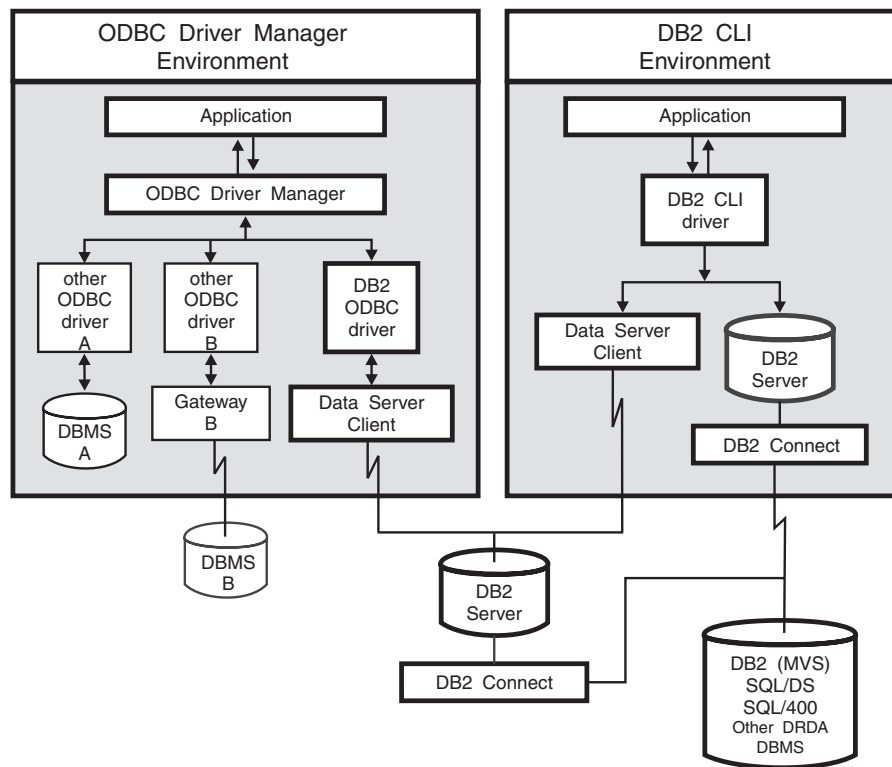 ODBC Driver Manager
Environment
Application
ODBC Driver Manager
other
ODBC
driver
A
other
ODBC
driver
B
DB2
ODBC
driver
DBMS
A
Gateway
B
Data Server
Client
DBMS
B
DB2 CLI
Environment
Application
DB2 CLI
driver
Data Server
Client
DB2
Server
DB2 Connect
DB2
Server
DB2 Connect
DB2 (MVS)
SQL/DS
SQL/400
Other DRDA
DBMS